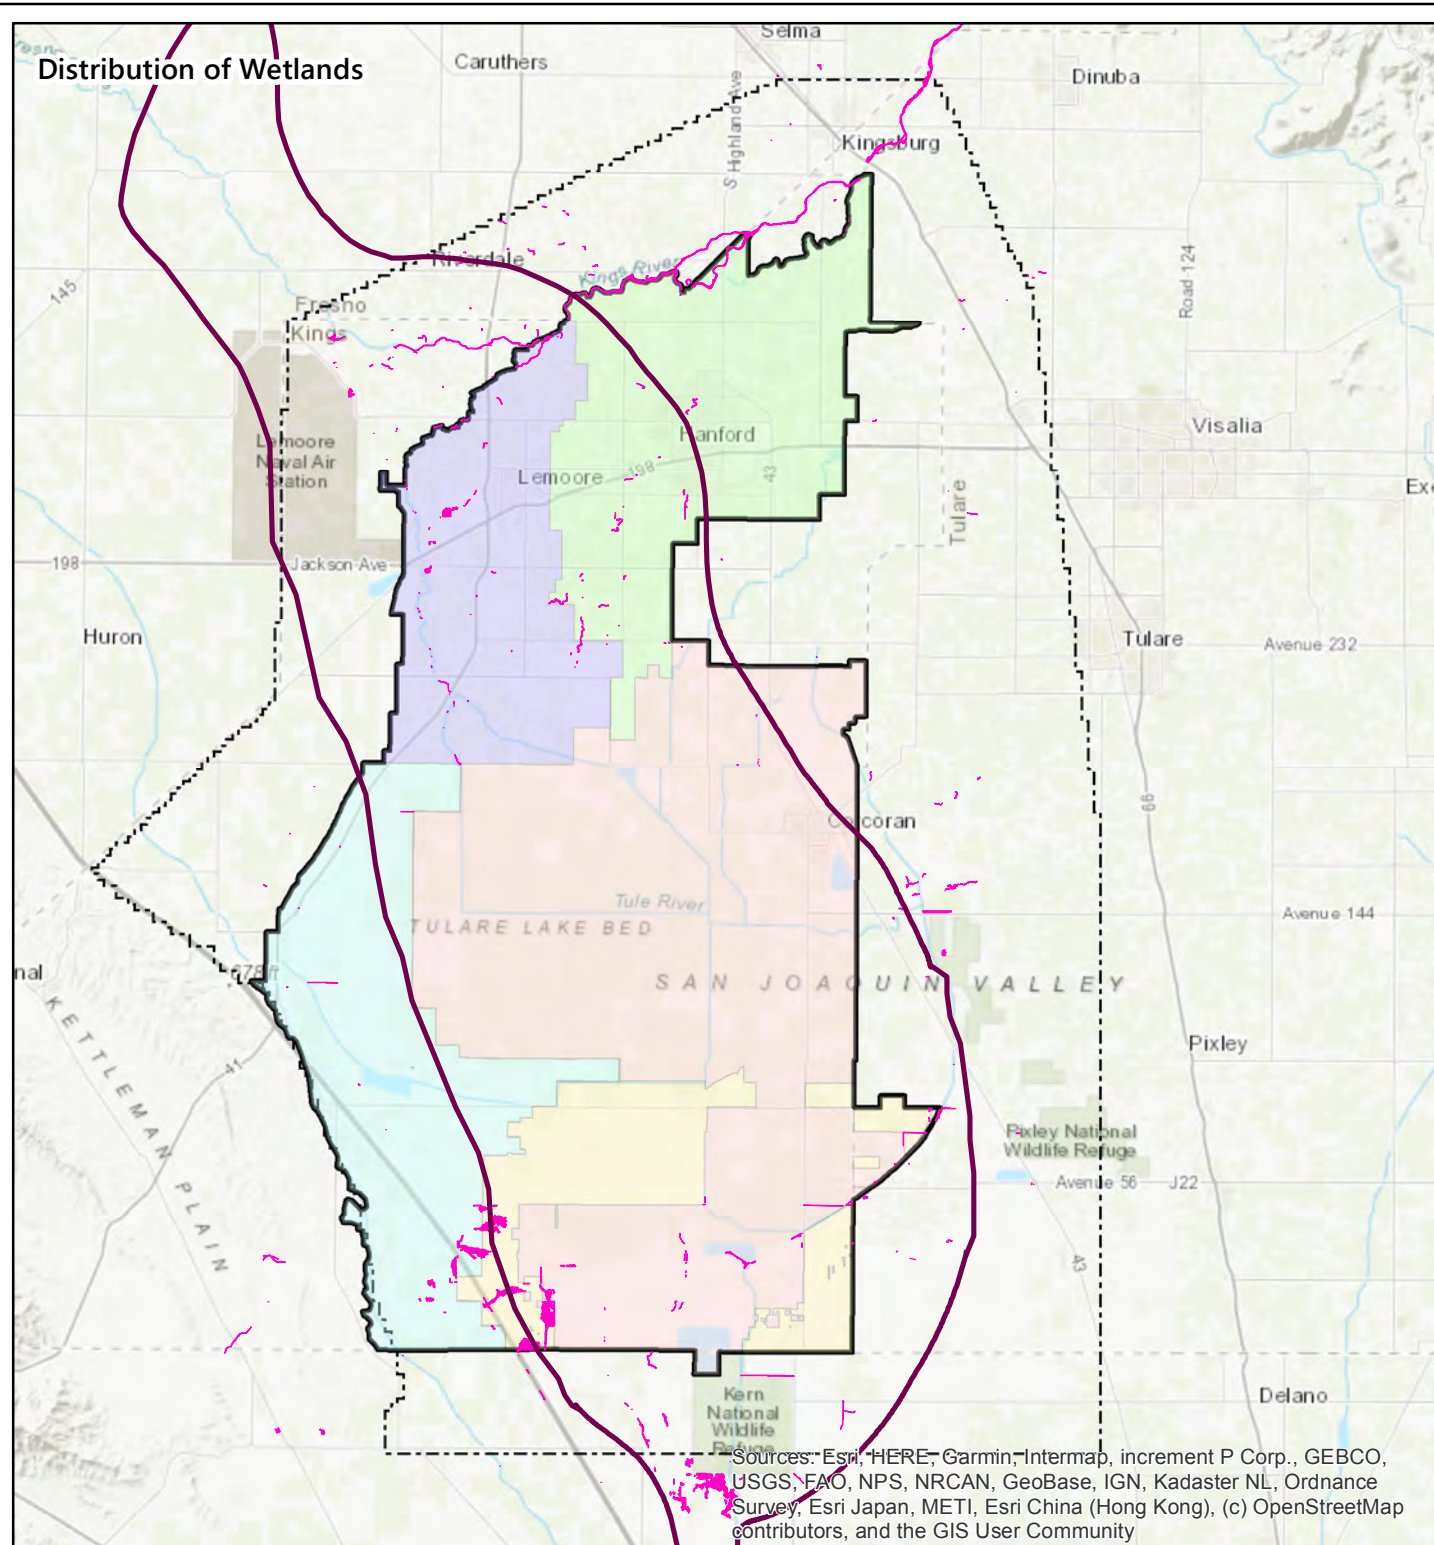 Distribution of Wetlands
Selma
Caruthers
Dinuba
Fresno
S Highland Ave
Kingsburg
Riverdale
Kings River
Road 124
145
Fresno
Kings
Visalia
Hanford
Lemoore
Naval Air
Station
Lemoore
198
43
Tulare
198
Jackson Ave
Huron
Tulare
Avenue 232
99
Corcoran
Tule River
TULARE LAKE BED
Avenue 144
678 ft
SAN JOAQUIN VALLEY
KETTLEMAN PLAIN
41
Pixley
Pixley National
Wildlife Refuge
Avenue 56
J22
43
Kern
National
Wildlife
Refuge
Delano
Sources: Esri, HERE, Garmin, Intermap, increment P Corp., GEBCO,
USGS, FAO, NPS, NRCAN, GeoBase, IGN, Kadaster NL, Ordnance
Survey, Esri Japan, METI, Esri China (Hong Kong), (c) OpenStreetMap
contributors, and the GIS User Community